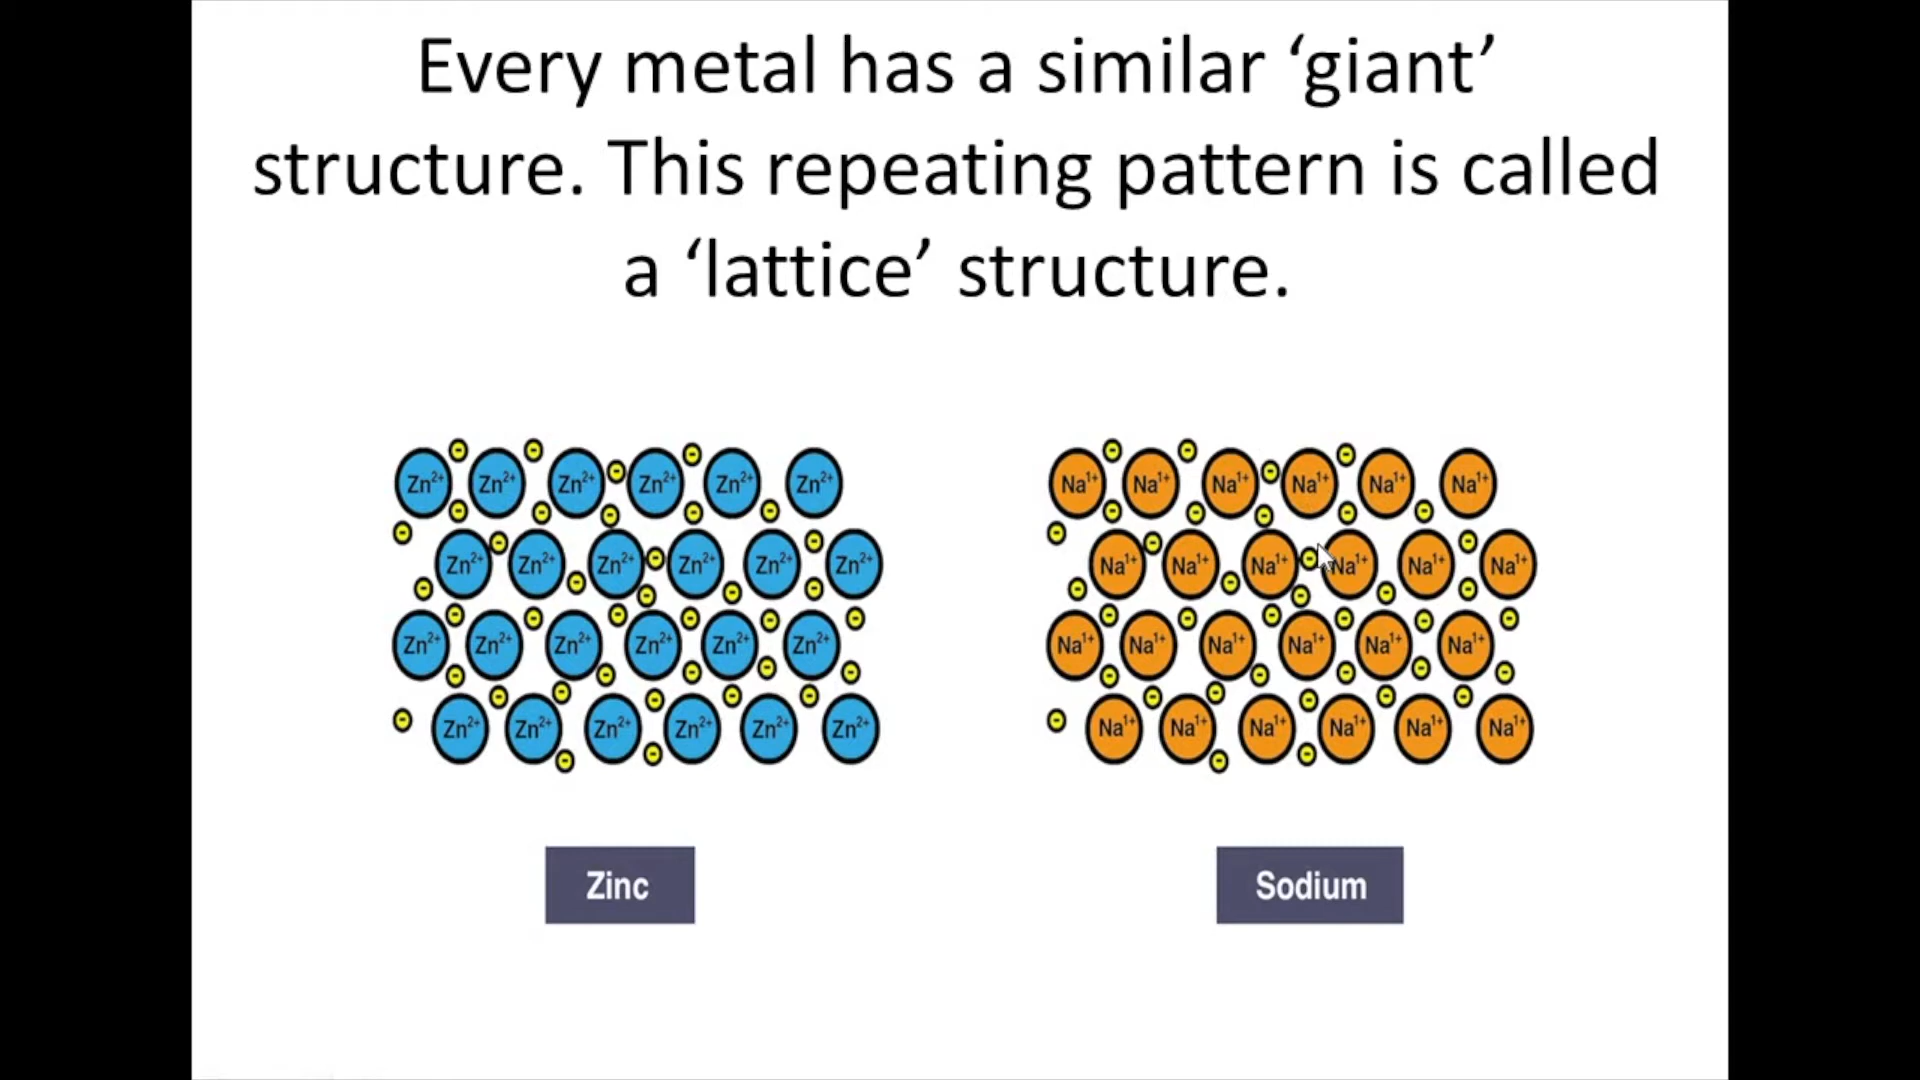 Every metal has a similar ‘giant’
structure. This repeating pattern is called
a ‘lattice’ structure.
Zn²⁺ Zn²⁺ Zn²⁺ Zn²⁺ Zn²⁺ Zn²⁺
Zn²⁺ Zn²⁺ Zn²⁺ Zn²⁺ Zn²⁺ Zn²⁺
Zn²⁺ Zn²⁺ Zn²⁺ Zn²⁺ Zn²⁺ Zn²⁺
Zn²⁺ Zn²⁺ Zn²⁺ Zn²⁺ Zn²⁺ Zn²⁺
Zinc
Na¹⁺ Na¹⁺ Na¹⁺ Na¹⁺ Na¹⁺ Na¹⁺
Na¹⁺ Na¹⁺ Na¹⁺ Na¹⁺ Na¹⁺ Na¹⁺
Na¹⁺ Na¹⁺ Na¹⁺ Na¹⁺ Na¹⁺ Na¹⁺
Na¹⁺ Na¹⁺ Na¹⁺ Na¹⁺ Na¹⁺ Na¹⁺
Sodium